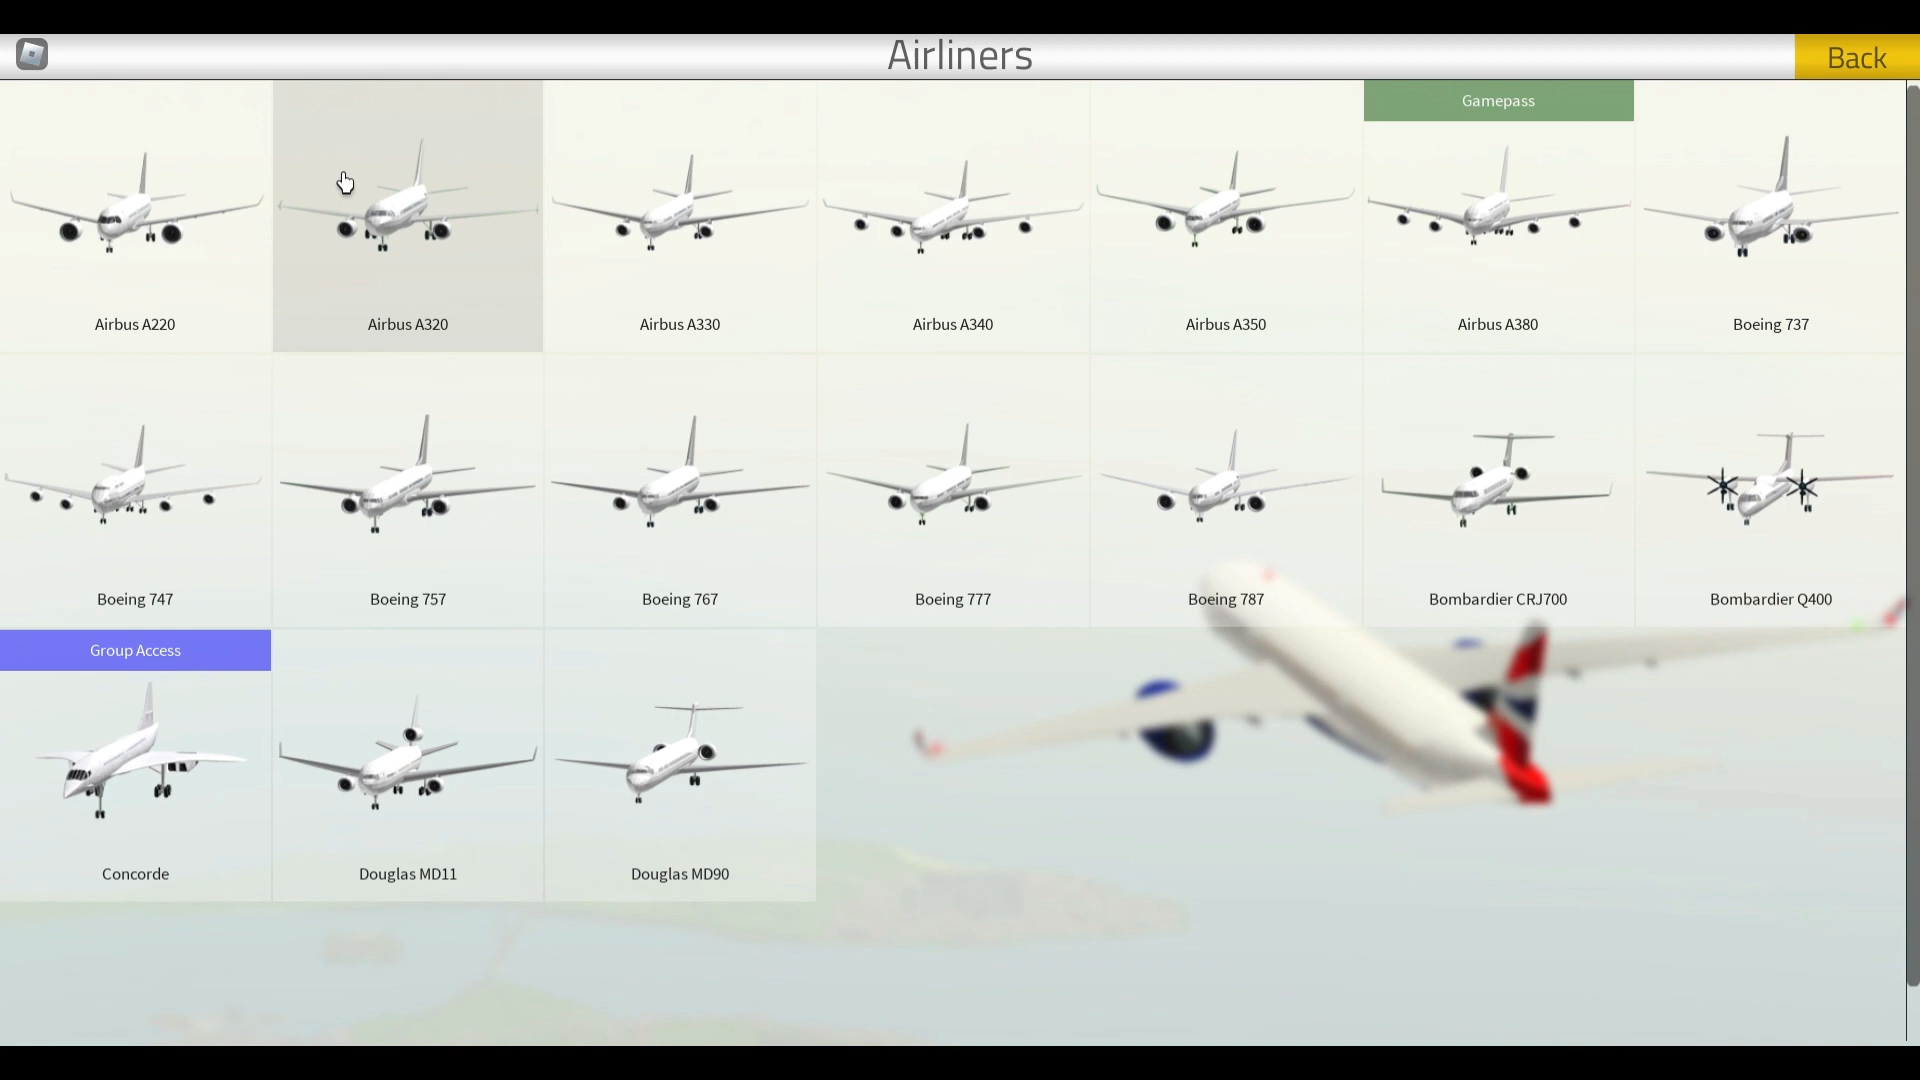 Airliners
Back
Gamepass
Airbus A220
Airbus A320
Airbus A330
Airbus A340
Airbus A350
Airbus A380
Boeing 737
Boeing 747
Boeing 757
Boeing 767
Boeing 777
Boeing 787
Bombardier CRJ700
Bombardier Q400
Group Access
Concorde
Douglas MD11
Douglas MD90